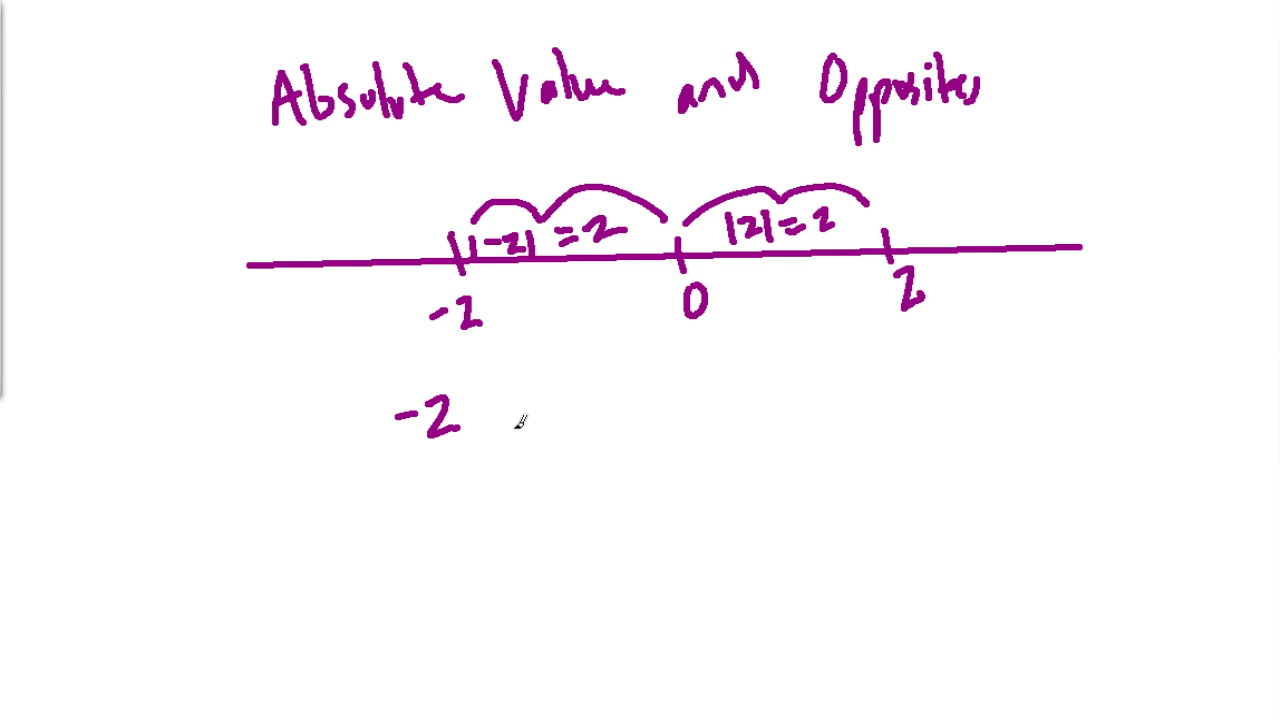 Absolute Value and Opposites
|-2| = 2 |2| = 2
-2 0 2
-2